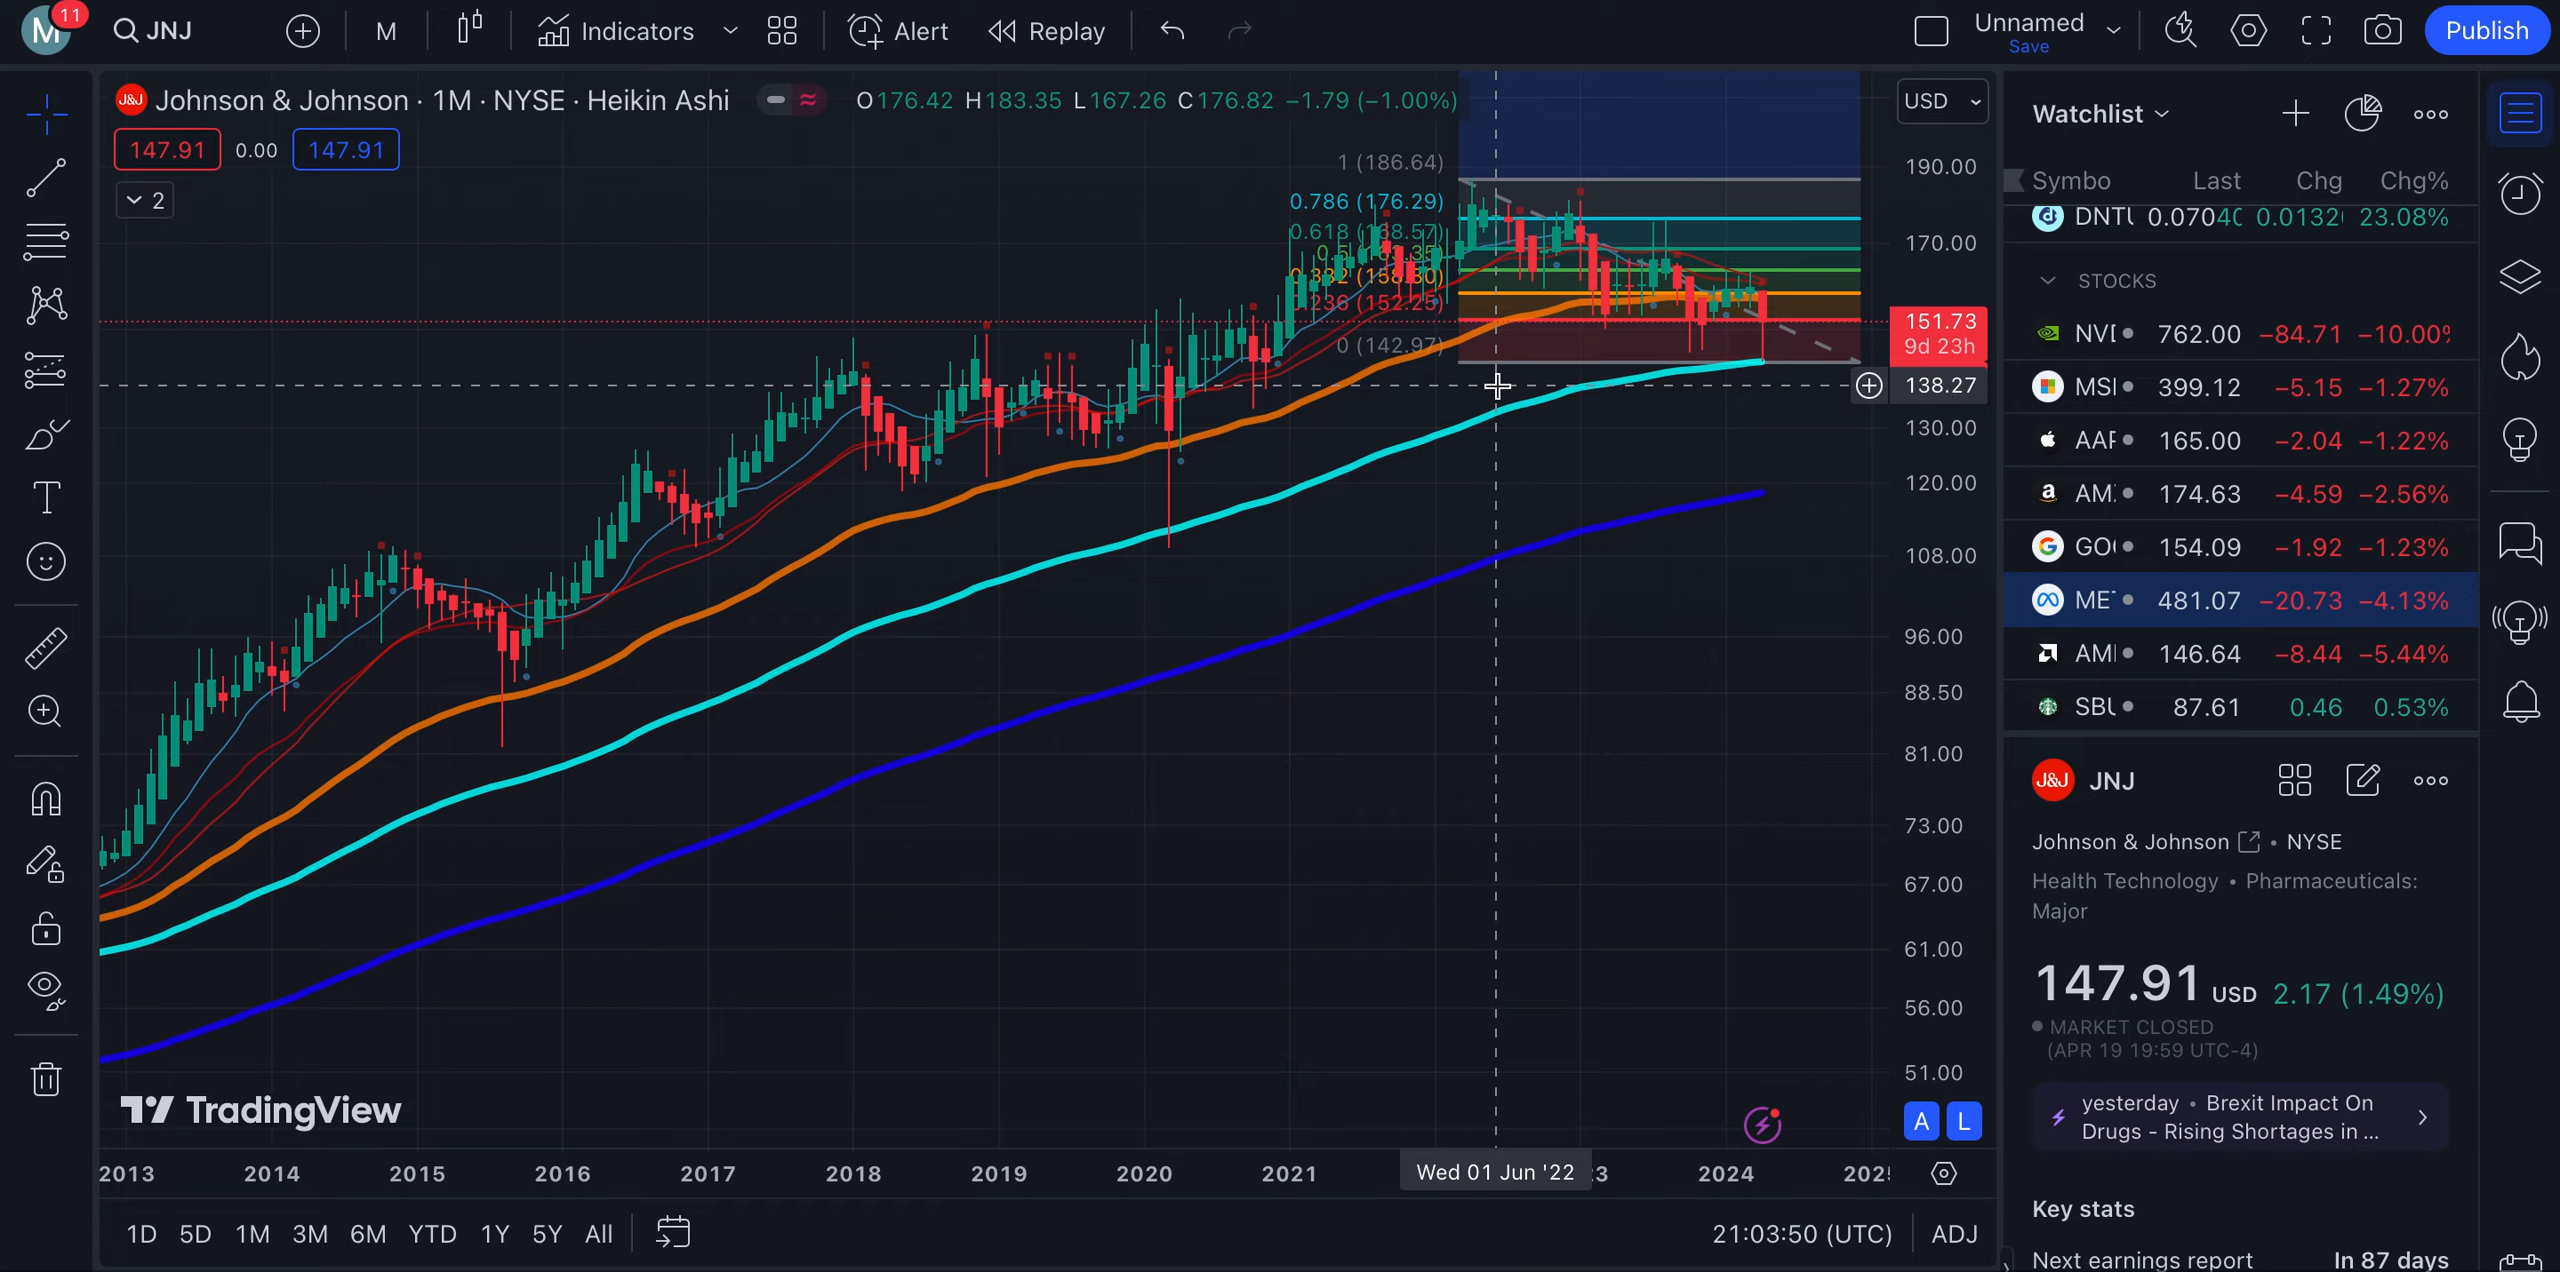 M 11 JNJ M Indicators Alert Replay Unnamed Save Publish
J&J Johnson & Johnson · 1M · NYSE · Heikin Ashi O176.42 H183.35 L167.26 C176.82 −1.79 (−1.00%)
147.91 0.00 147.91
2
USD
1 (186.64)
0.786 (176.29)
0.618
0 (142.97)
190.00
170.00
151.73
9d 23h
138.27
130.00
120.00
108.00
96.00
88.50
81.00
73.00
67.00
61.00
56.00
51.00
A L
TradingView
2013 2014 2015 2016 2017 2018 2019 2020 2021 Wed 01 Jun '22 2024
1D 5D 1M 3M 6M YTD 1Y 5Y All 21:03:50 (UTC) ADJ
Watchlist
Symbo Last Chg Chg%
23.08%
STOCKS
762.00 −84.71
399.12 −5.15 −1.27%
165.00 −2.04 −1.22%
174.63 −4.59 −2.56%
154.09 −1.92 −1.23%
481.07 −20.73 −4.13%
146.64 −8.44 −5.44%
87.61 0.46 0.53%
J&J JNJ
Johnson & Johnson • NYSE
Health Technology • Pharmaceuticals:
Major
147.91 USD 2.17 (1.49%)
MARKET CLOSED
(APR 19 19:59 UTC-4)
yesterday • Brexit Impact On
Drugs - Rising Shortages in ...
Key stats
Next earnings report In 87 days